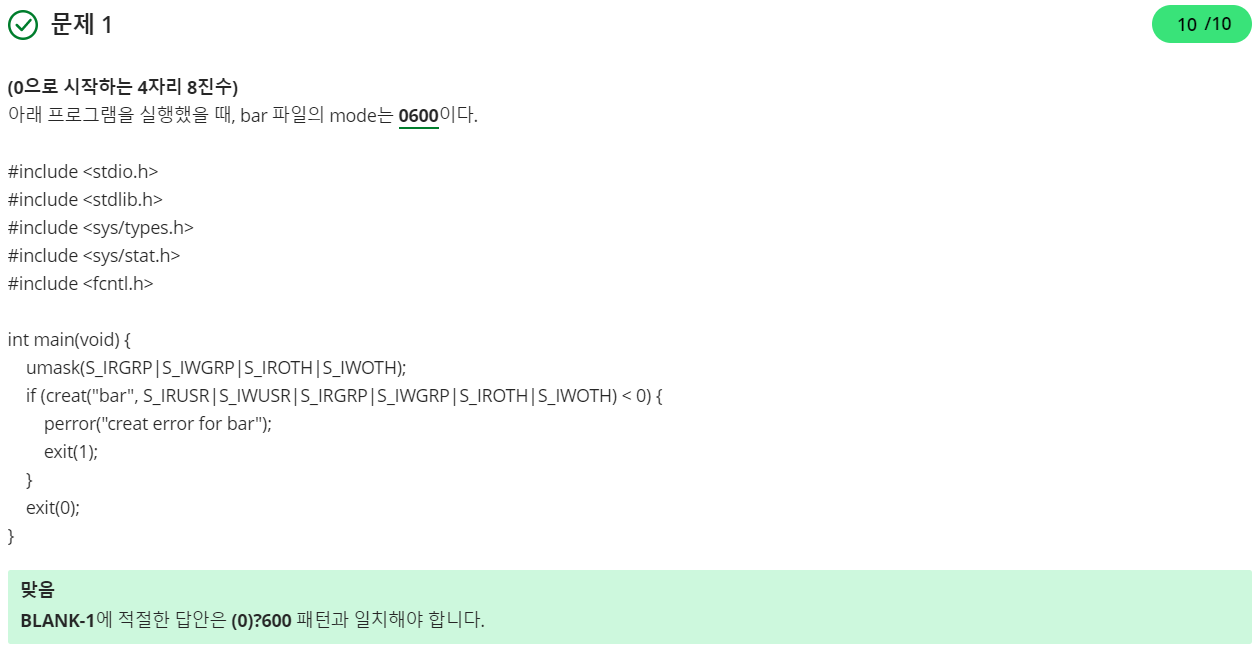 문제 1
10 /10
(0으로 시작하는 4자리 8진수)
아래 프로그램을 실행했을 때, bar 파일의 mode는 0600이다.
#include <stdio.h>
#include <stdlib.h>
#include <sys/types.h>
#include <sys/stat.h>
#include <fcntl.h>
int main(void) {
    umask(S_IRGRP|S_IWGRP|S_IROTH|S_IWOTH);
    if (creat("bar", S_IRUSR|S_IWUSR|S_IRGRP|S_IWGRP|S_IROTH|S_IWOTH) < 0) {
        perror("creat error for bar");
        exit(1);
    }
    exit(0);
}
맞음
BLANK-1에 적절한 답안은 (0)?600 패턴과 일치해야 합니다.